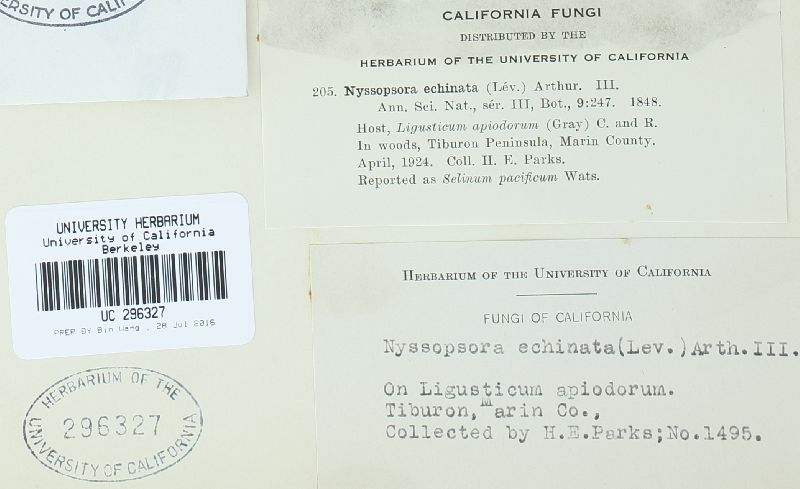 ERSITY OF CALIF
CALIFORNIA FUNGI
DISTRIBUTED BY THE
HERBARIUM OF THE UNIVERSITY OF CALIFORNIA
205. Nyssopsora echinata (Lév.) Arthur. III.
Ann. Sci. Nat., sér. III, Bot., 9:247. 1848.
Host, Ligusticum apiodorum (Gray) C. and R.
In woods, Tiburon Peninsula, Marin County.
April, 1924. Coll. H. E. Parks.
Reported as Selinum pacificum Wats.
UNIVERSITY HERBARIUM
University of California
Berkeley
UC 296327
PREP BY Bin Wang , 28 Jul 2016
HERBARIUM OF THE
296327
UNIVERSITY OF CALIFORNIA
HERBARIUM OF THE UNIVERSITY OF CALIFORNIA
FUNGI OF CALIFORNIA
Nyssopsora echinata(Lev.)Arth.III.
On Ligusticum apiodorum.
Tiburon,Marin Co.,
Collected by H.E.Parks;No.1495.